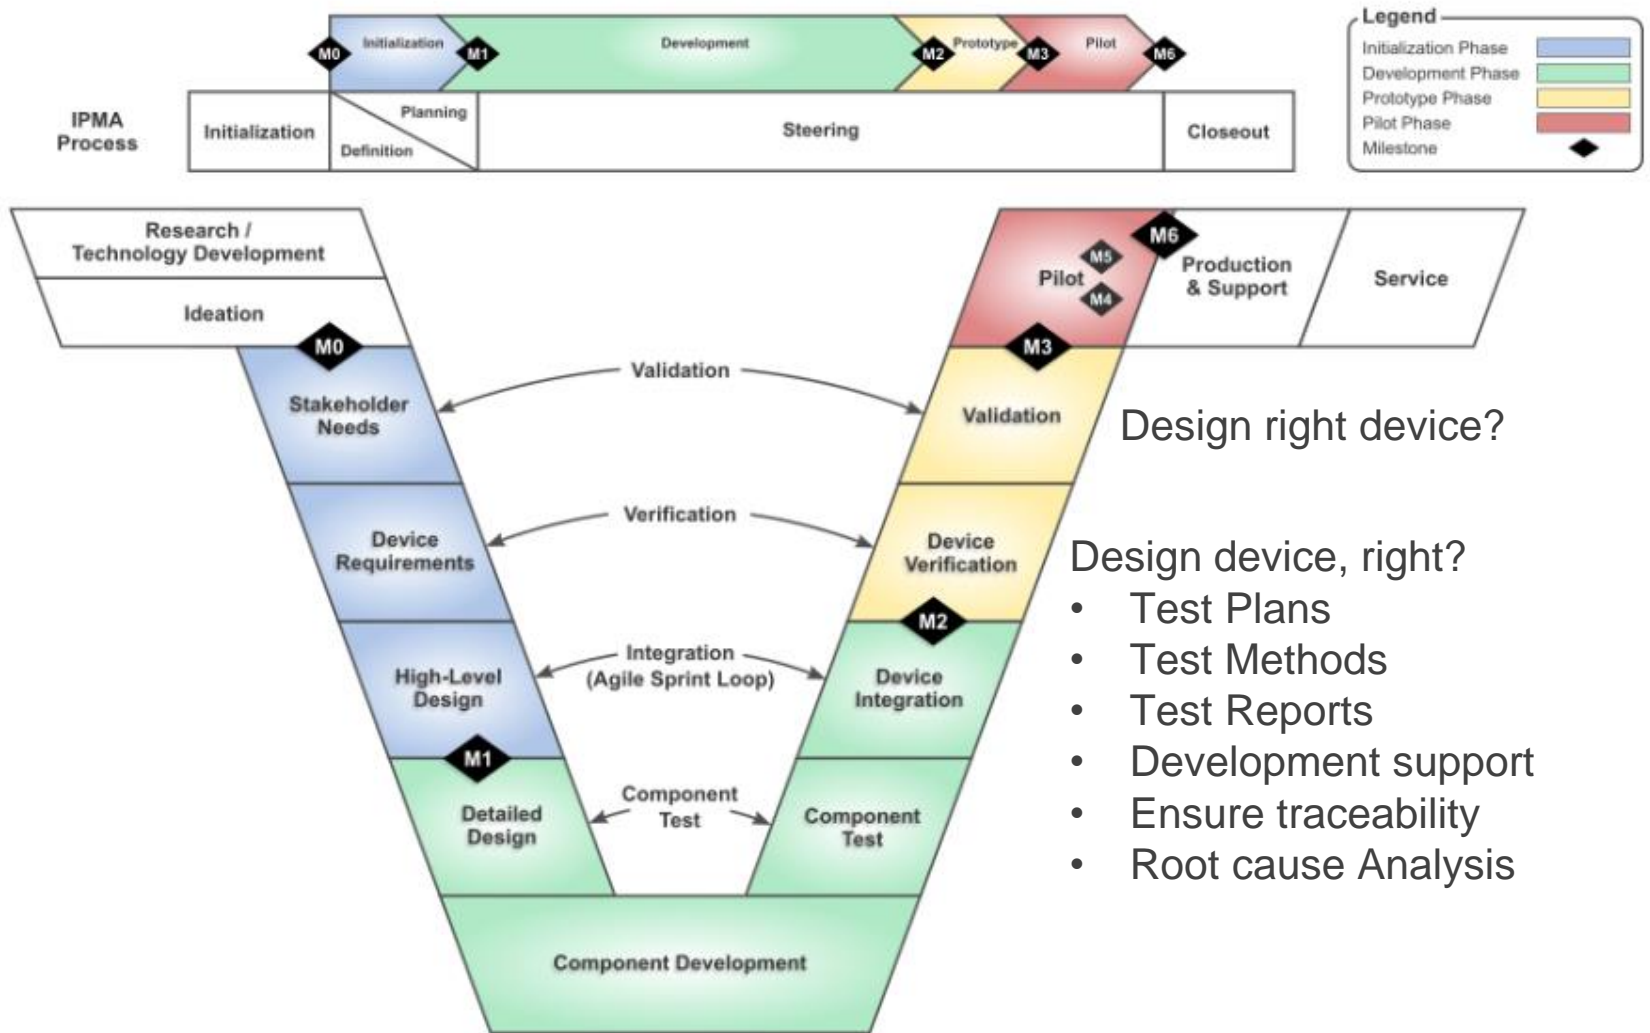 M0
Initialization
M1
Development
M2
Prototype
M3
Pilot
M6
Legend
Initialization Phase
Development Phase
Prototype Phase
Pilot Phase
Milestone
IPMA
Process
Initialization
Planning
Definition
Steering
Closeout
Research /
Technology Development
Ideation
M0
Stakeholder
Needs
Device
Requirements
High-Level
Design
M1
Detailed
Design
Component Development
Validation
Verification
Integration
(Agile Sprint Loop)
Component
Test
Pilot
M5
M4
M6
Production
& Support
Service
M3
Validation
Device
Verification
M2
Device
Integration
Component
Test
Design right device?
Design device, right?
• Test Plans
• Test Methods
• Test Reports
• Development support
• Ensure traceability
• Root cause Analysis